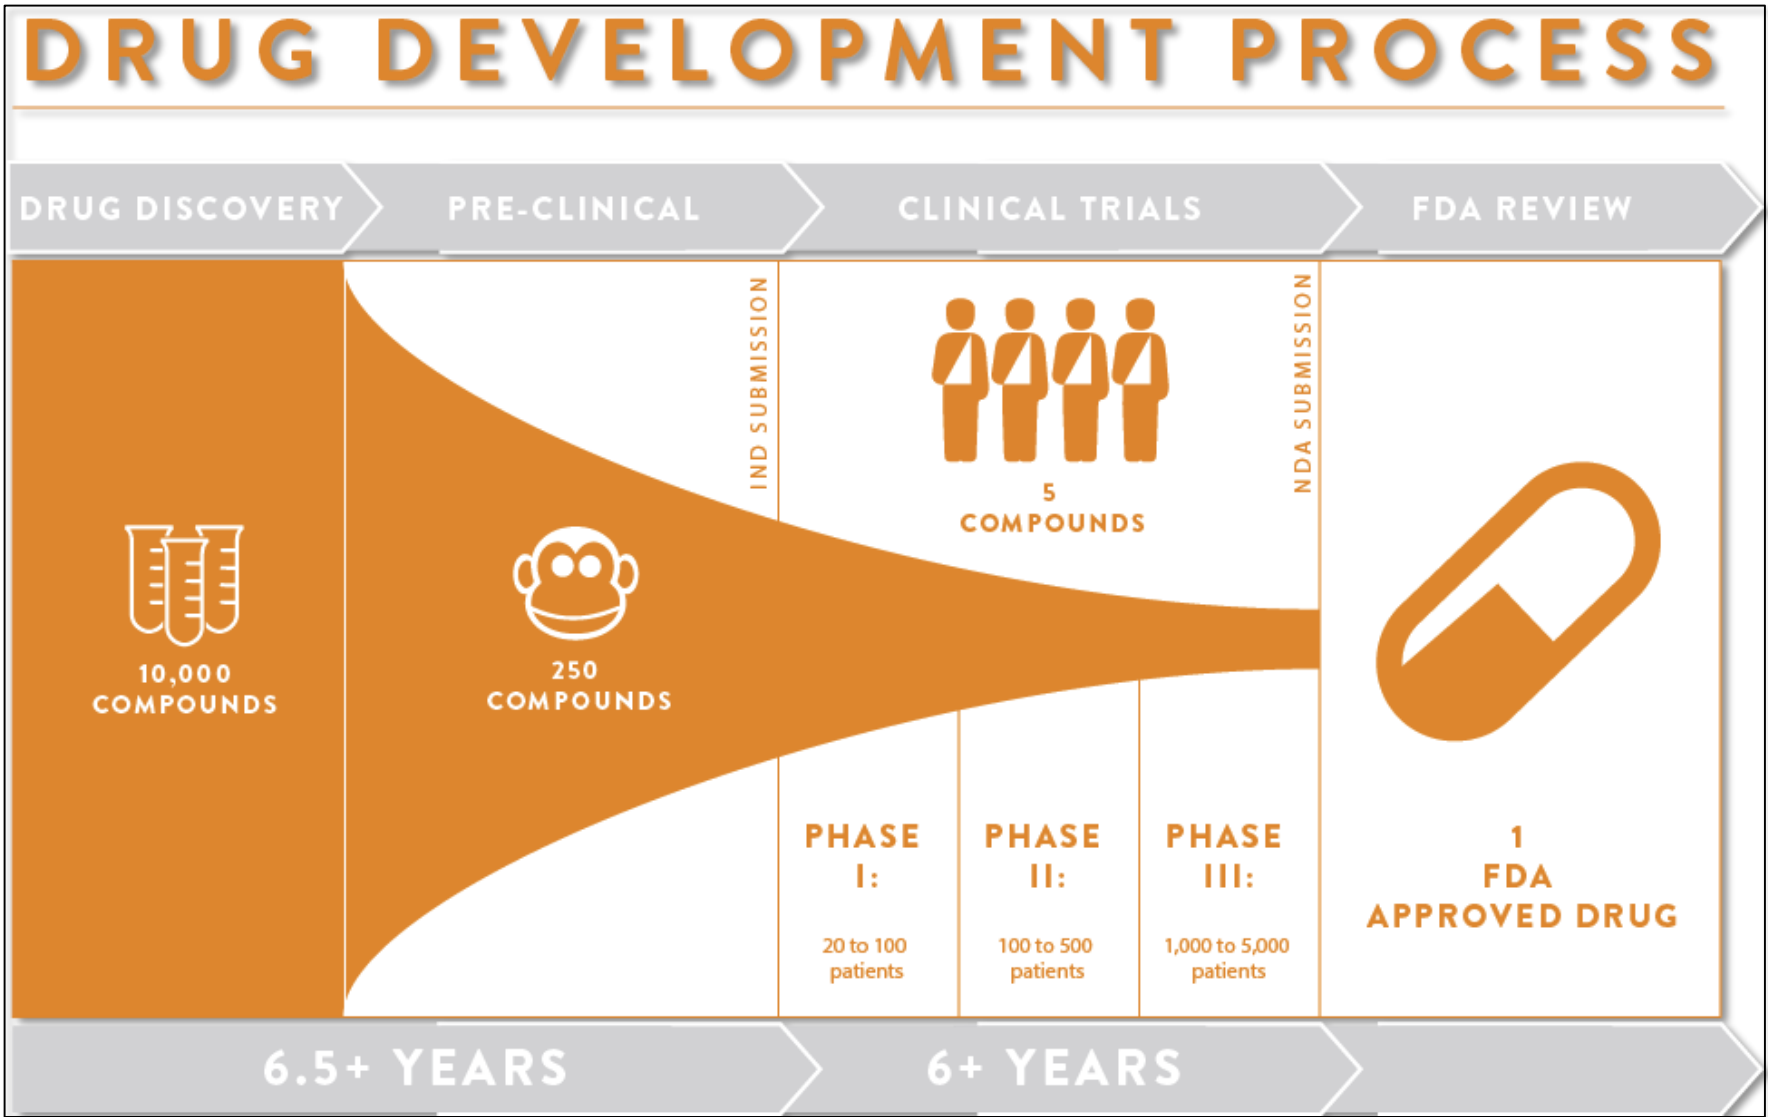 DRUG DEVELOPMENT PROCESS
DRUG DISCOVERY
PRE-CLINICAL
CLINICAL TRIALS
FDA REVIEW
IND SUBMISSION
NDA SUBMISSION
10,000
COMPOUNDS
250
COMPOUNDS
5
COMPOUNDS
PHASE
I:
20 to 100
patients
PHASE
II:
100 to 500
patients
PHASE
III:
1,000 to 5,000
patients
1
FDA
APPROVED DRUG
6.5+ YEARS
6+ YEARS